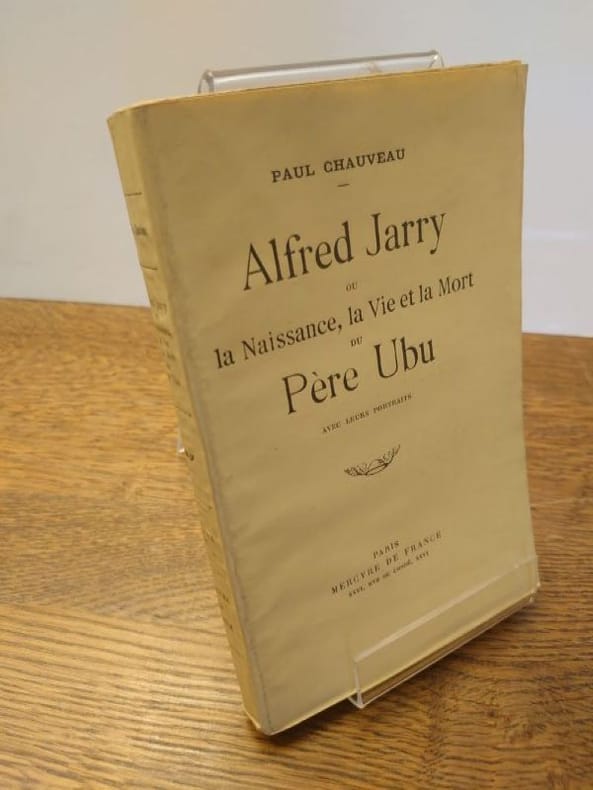 PAUL CHAUVEAU
Alfred Jarry
OU
la Naissance, la Vie et la Mort
DU
Père Ubu
AVEC LEURS PORTRAITS
PARIS
MERCVRE DE FRANCE
XXVI, RVE DE CONDÉ, XXVI